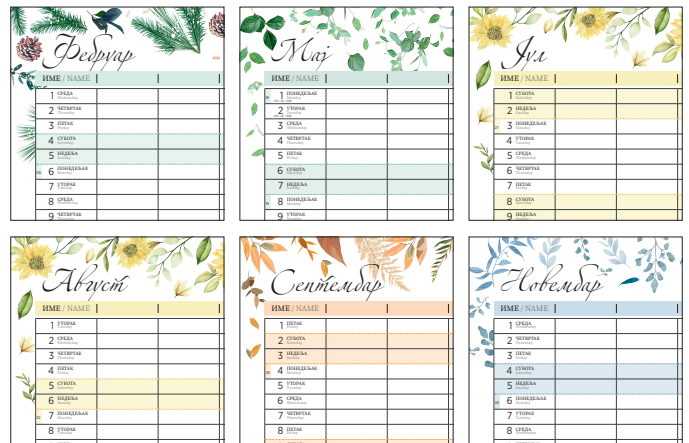 Фебруар
ИМЕ / NAME
1 СРЕДА
Wednesday
2 ЧЕТВРТАК
Thursday
3 ПЕТАК
Friday
4 СУБОТА
Saturday
5 НЕДЕЉА
Sunday
6 ПОНЕДЕЉАК
Monday
7 УТОРАК
Tuesday
8 СРЕДА
Wednesday
9 ЧЕТВРТАК
Мај
ИМЕ / NAME
1 ПОНЕДЕЉАК
2 УТОРАК
3 СРЕДА
Wednesday
4 ЧЕТВРТАК
Thursday
5 ПЕТАК
Friday
6 СУБОТА
Saturday
7 НЕДЕЉА
Sunday
8 ПОНЕДЕЉАК
Monday
9 УТОРАК
Јул
ИМЕ / NAME
1 СУБОТА
Saturday
2 НЕДЕЉА
Sunday
3 ПОНЕДЕЉАК
Monday
4 УТОРАК
Tuesday
5 СРЕДА
Wednesday
6 ЧЕТВРТАК
Thursday
7 ПЕТАК
Friday
8 СУБОТА
Saturday
9 НЕДЕЉА
Август
ИМЕ / NAME
1 УТОРАК
Tuesday
2 СРЕДА
Wednesday
3 ЧЕТВРТАК
Thursday
4 ПЕТАК
Friday
5 СУБОТА
Saturday
6 НЕДЕЉА
Sunday
7 ПОНЕДЕЉАК
Monday
8 УТОРАК
Септембар
ИМЕ / NAME
1 ПЕТАК
Friday
2 СУБОТА
Saturday
3 НЕДЕЉА
Sunday
4 ПОНЕДЕЉАК
Monday
5 УТОРАК
Tuesday
6 СРЕДА
Wednesday
7 ЧЕТВРТАК
Thursday
8 ПЕТАК
Новембар
ИМЕ / NAME
1 СРЕДА
Wednesday
2 ЧЕТВРТАК
Thursday
3 ПЕТАК
Friday
4 СУБОТА
Saturday
5 НЕДЕЉА
Sunday
6 ПОНЕДЕЉАК
Monday
7 УТОРАК
Tuesday
8 СРЕДА